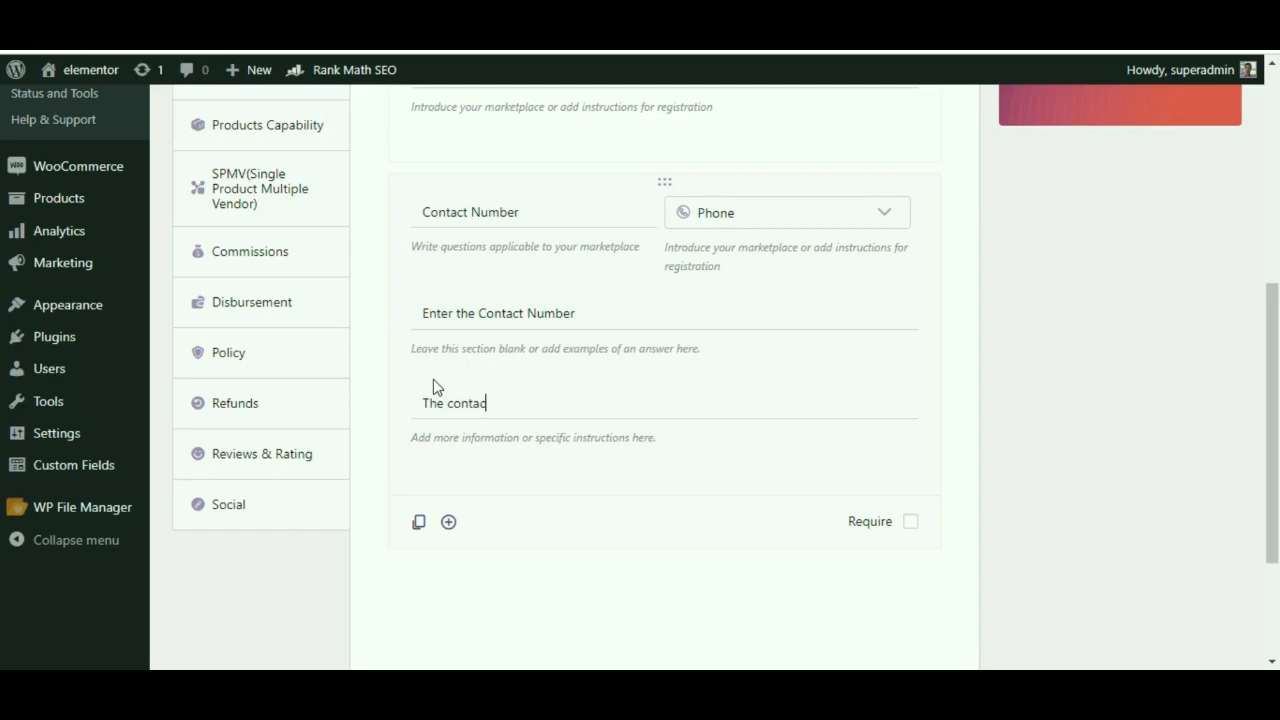 elementor
1
0
New
Rank Math SEO
Howdy, superadmin
Status and Tools
Help & Support
WOO
WooCommerce
Products
Analytics
Marketing
Appearance
Plugins
Users
Tools
Settings
Custom Fields
WP File Manager
Collapse menu
Products Capability
SPMV(Single
Product Multiple
Vendor)
Commissions
Disbursement
Policy
Refunds
Reviews & Rating
Social
Introduce your marketplace or add instructions for registration
Contact Number
Phone
Write questions applicable to your marketplace
Introduce your marketplace or add instructions for
registration
Enter the Contact Number
Leave this section blank or add examples of an answer here.
The contac
Add more information or specific instructions here.
Require